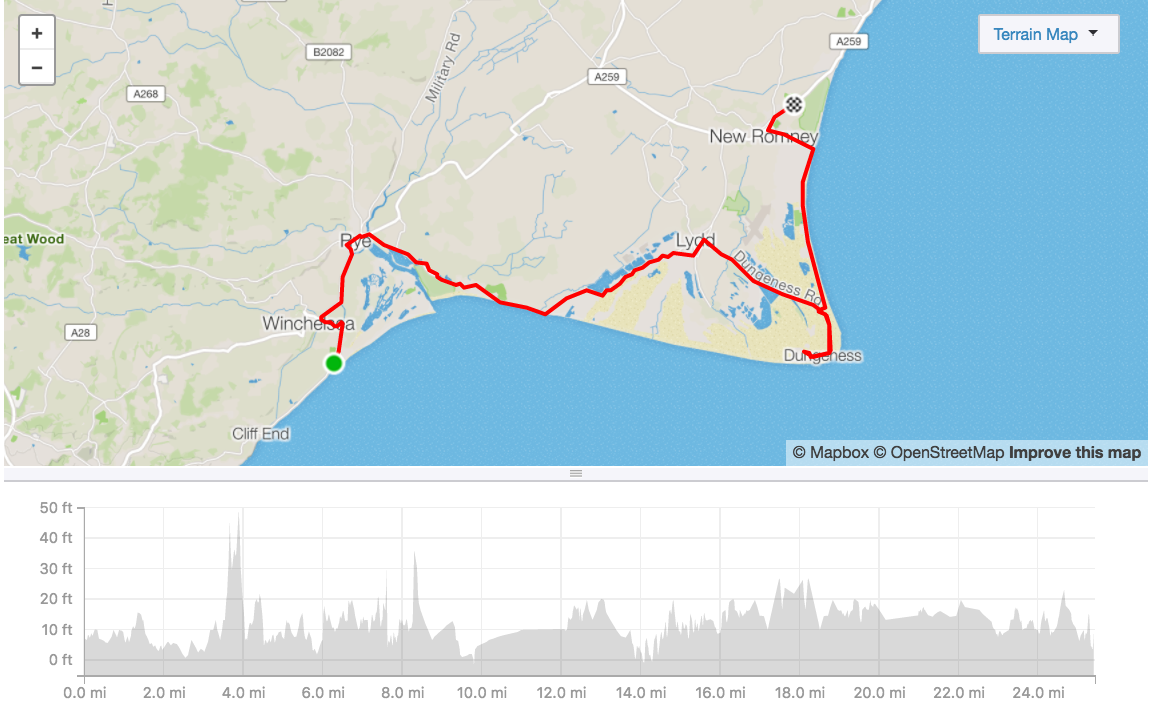 +
−
B2082
A259
Terrain Map
Military Rd
A268
A259
New Romney
eat Wood
Rye
Lydd
Dungeness Rd
Winchelsea
A28
Dungeness
Cliff End
© Mapbox © OpenStreetMap Improve this map
50 ft
40 ft
30 ft
20 ft
10 ft
0 ft
0.0 mi 2.0 mi 4.0 mi 6.0 mi 8.0 mi 10.0 mi 12.0 mi 14.0 mi 16.0 mi 18.0 mi 20.0 mi 22.0 mi 24.0 mi